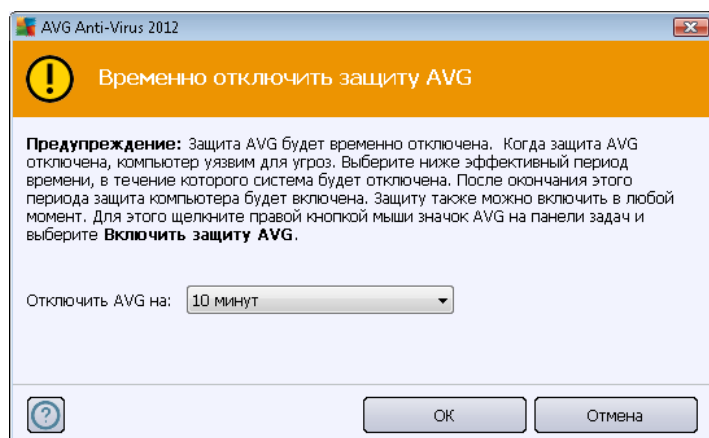 AVG Anti-Virus 2012
Временно отключить защиту AVG
Предупреждение: Защита AVG будет временно отключена. Когда защита AVG
отключена, компьютер уязвим для угроз. Выберите ниже эффективный период
времени, в течение которого система будет отключена. После окончания этого
периода защита компьютера будет включена. Защиту также можно включить в любой
момент. Для этого щелкните правой кнопкой мыши значок AVG на панели задач и
выберите Включить защиту AVG.
Отключить AVG на: 10 минут
ОК Отмена